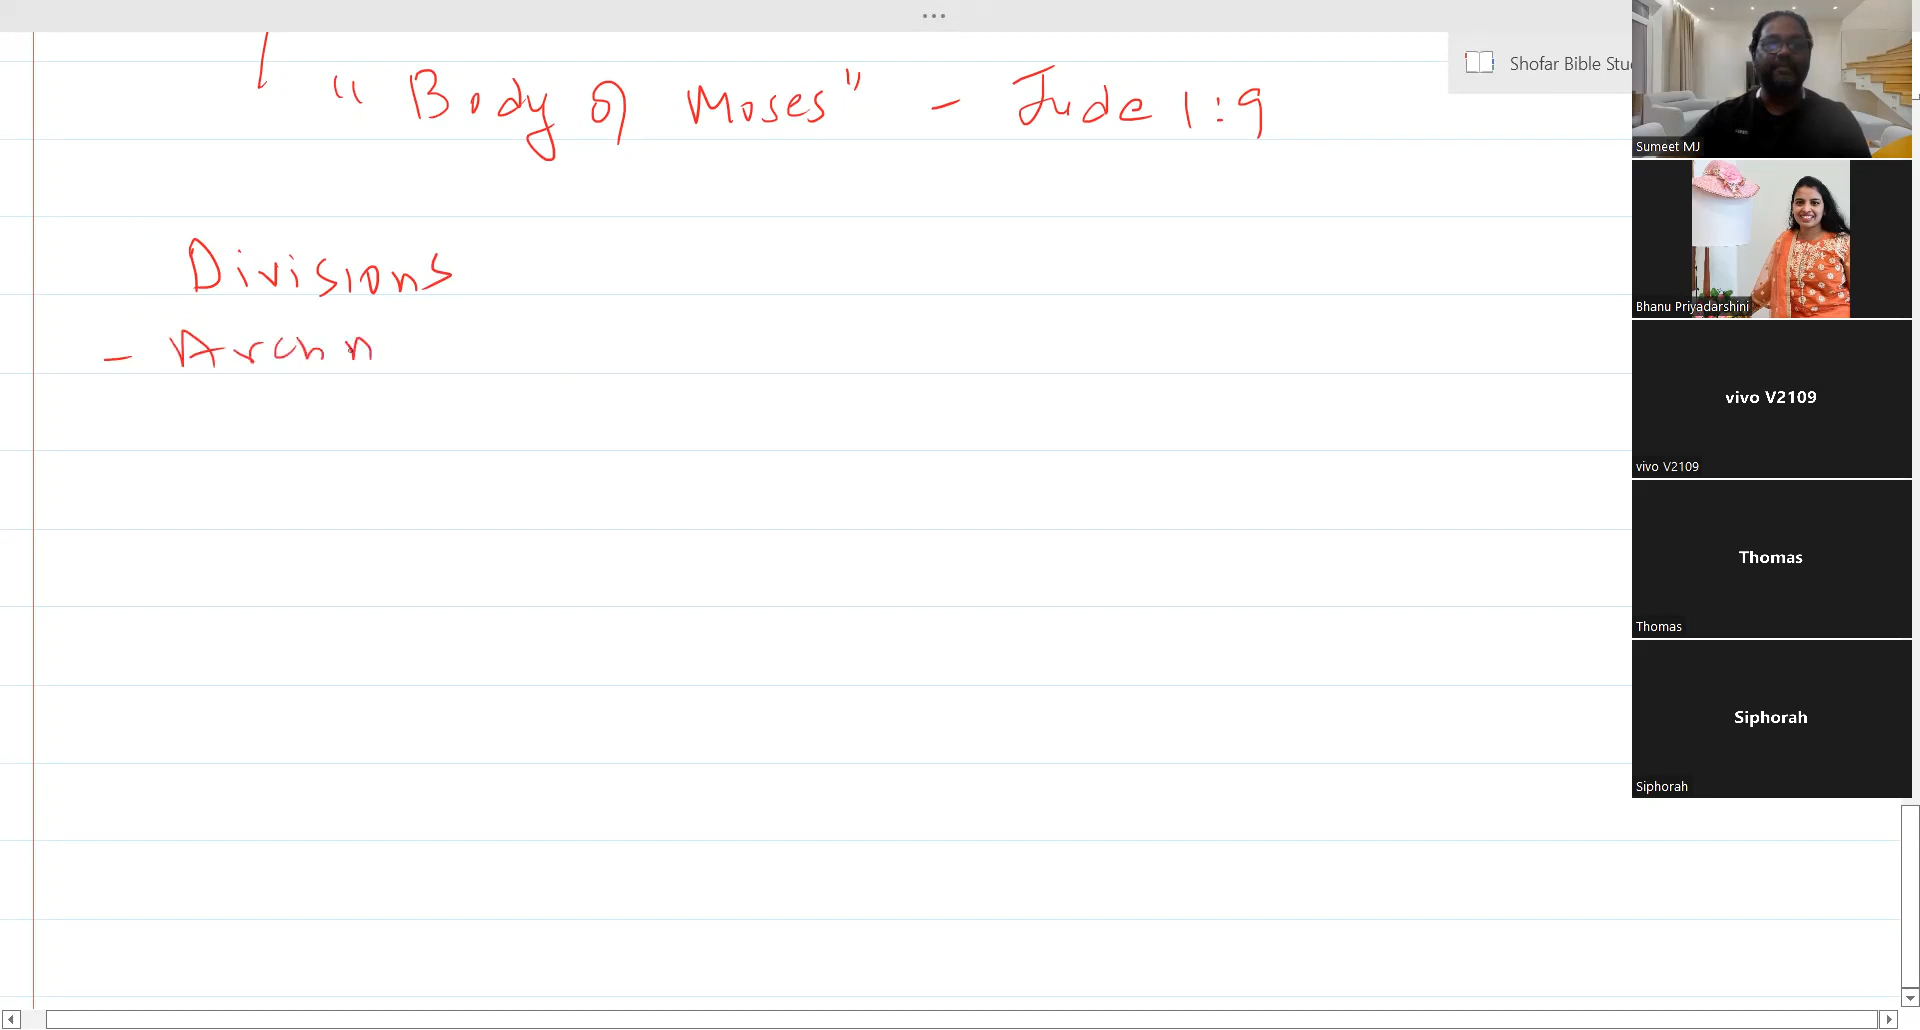 "Body of Moses" - Jude 1:9
Divisions
- Arch n
Shofar Bible Stu
Sumeet MJ
Bhanu Priyadarshini
vivo V2109
vivo V2109
Thomas
Thomas
Siphorah
Siphorah